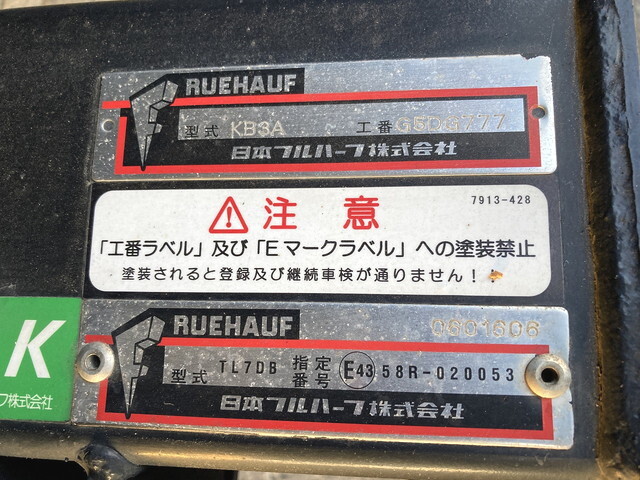 FRUEHAUF
型式 KB3A 工番 G5DG777
日本フルハーフ株式会社
7913-428
注 意
「工番ラベル」及び「Eマークラベル」への塗装禁止
塗装されると登録及び継続車検が通りません!
FRUEHAUF 0601606
型式 TL7DB 指定番号 E43 58R-020053
日本フルハーフ株式会社
K
フ株式会社